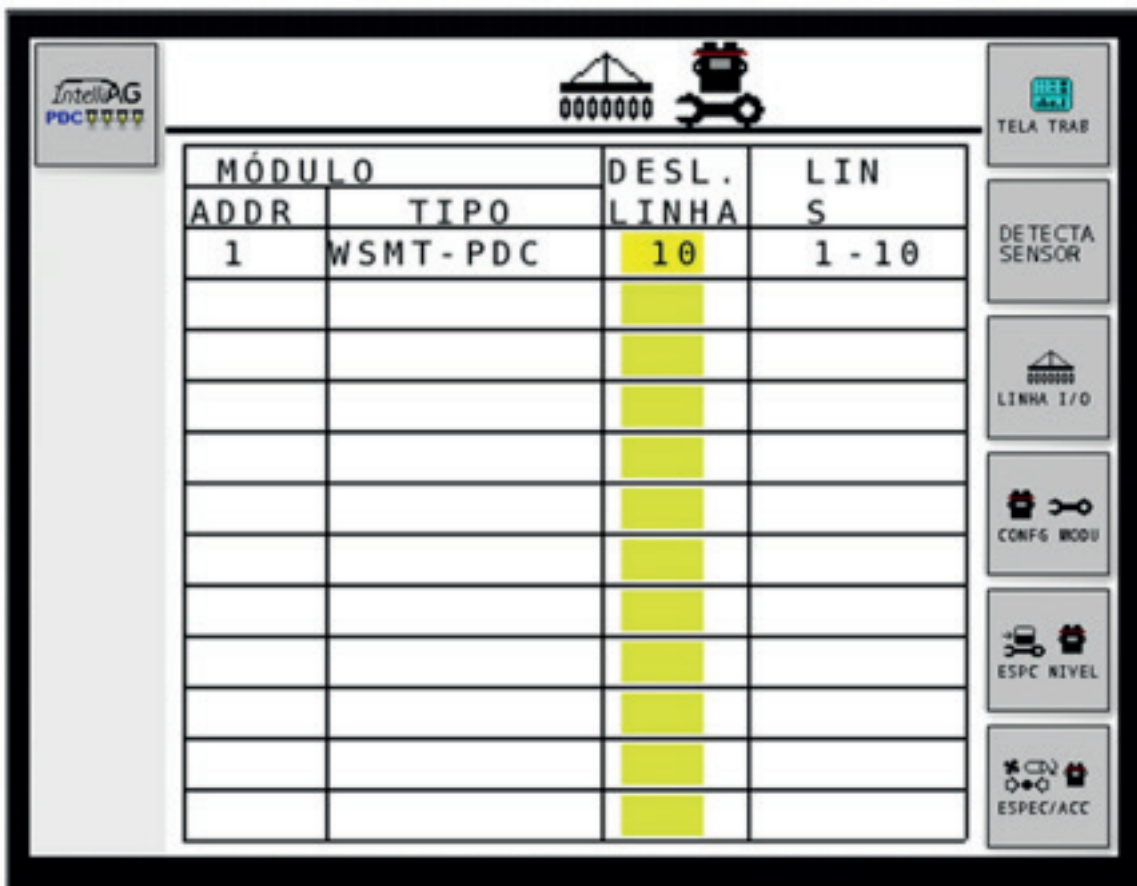 IntellAG
PDC
TELA TRAB
MÓDULO
DESL.
LINHA
LIN
S
ADDR
TIPO
1
WSMT-PDC
10
1-10
DETECTA
SENSOR
LINHA I/O
CONFG MODU
ESPC NIVEL
ESPEC/ACC